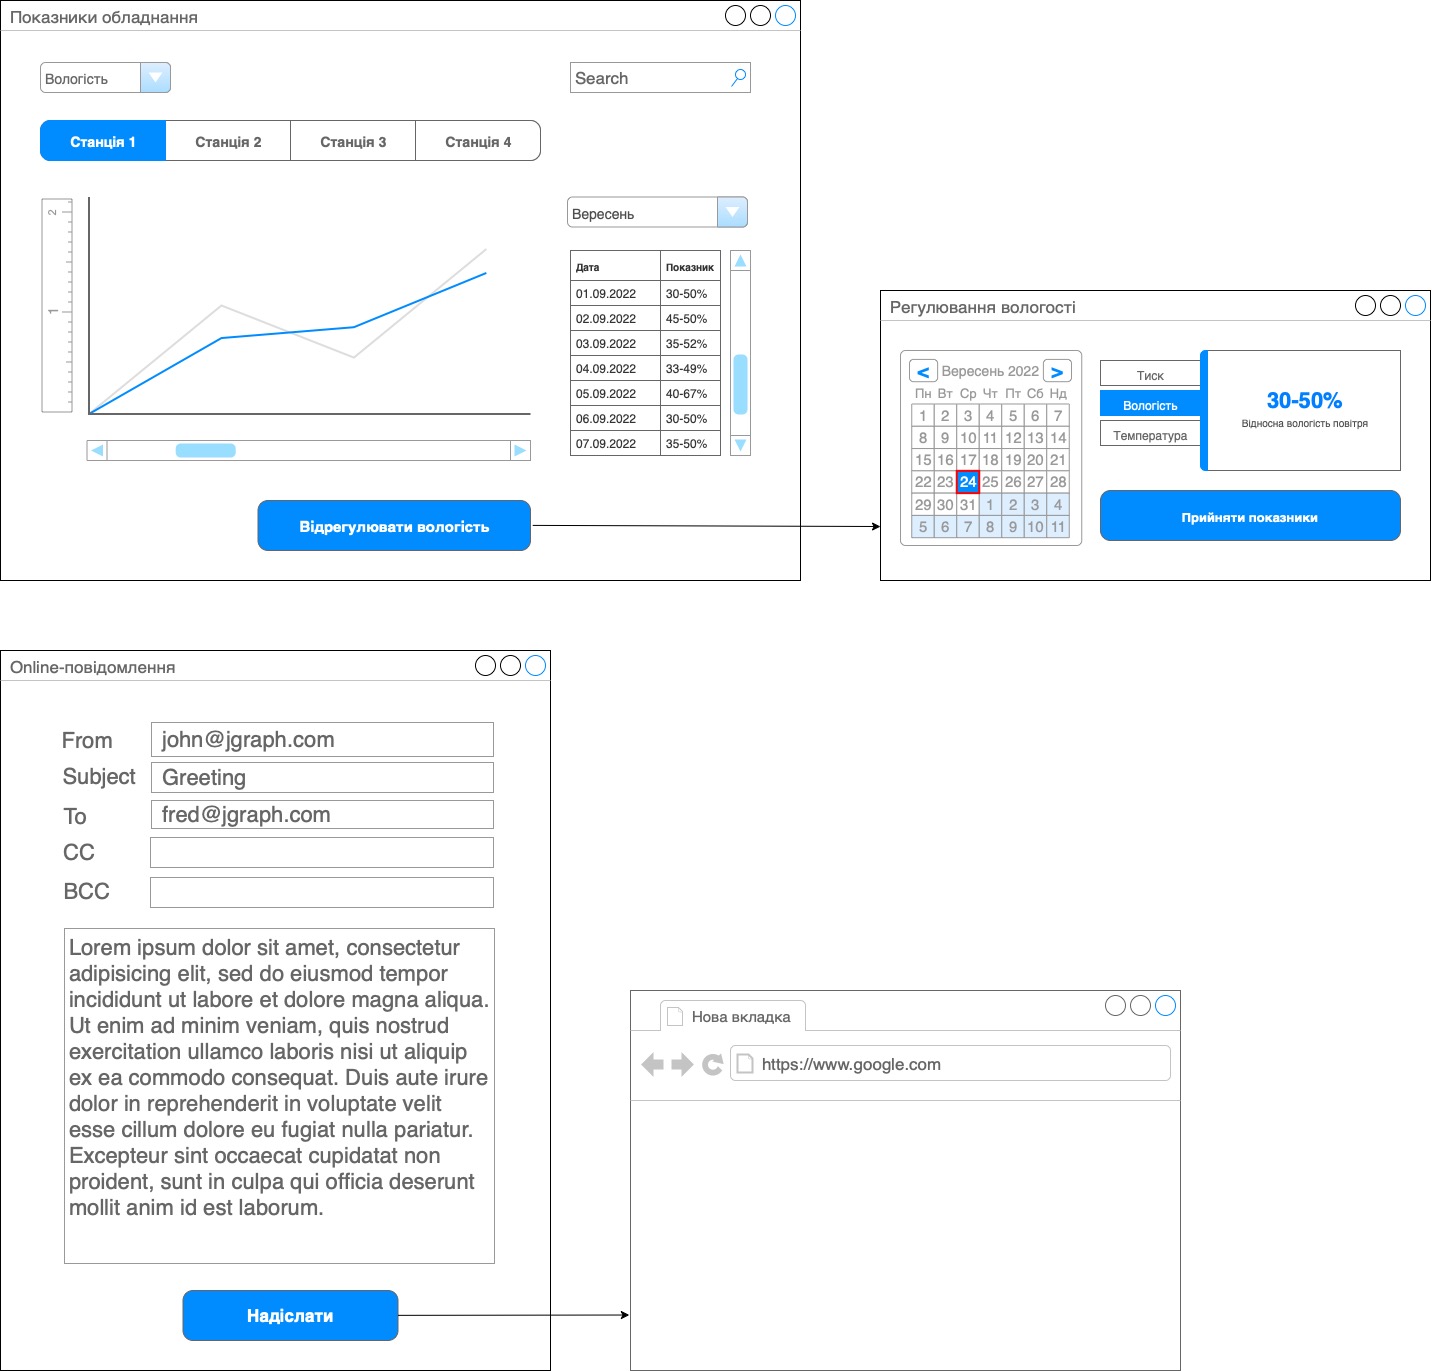 Показники обладнання
Вологість
Search
Станція 1 Станція 2 Станція 3 Станція 4
2
1
Вересень
Дата Показник
01.09.2022 30-50%
02.09.2022 45-50%
03.09.2022 35-52%
04.09.2022 33-49%
05.09.2022 40-67%
06.09.2022 30-50%
07.09.2022 35-50%
Відрегулювати вологість
Регулювання вологості
< Вересень 2022 >
Пн Вт Ср Чт Пт Сб Нд
1 2 3 4 5 6 7
8 9 10 11 12 13 14
15 16 17 18 19 20 21
22 23 24 25 26 27 28
29 30 31 1 2 3 4
5 6 7 8 9 10 11
Тиск
Вологість
Температура
30-50%
Відносна вологість повітря
Прийняти показники
Online-повідомлення
From john@jgraph.com
Subject Greeting
To fred@jgraph.com
CC
BCC
Lorem ipsum dolor sit amet, consectetur
adipisicing elit, sed do eiusmod tempor
incididunt ut labore et dolore magna aliqua.
Ut enim ad minim veniam, quis nostrud
exercitation ullamco laboris nisi ut aliquip
ex ea commodo consequat. Duis aute irure
dolor in reprehenderit in voluptate velit
esse cillum dolore eu fugiat nulla pariatur.
Excepteur sint occaecat cupidatat non
proident, sunt in culpa qui officia deserunt
mollit anim id est laborum.
Надіслати
Нова вкладка
https://www.google.com